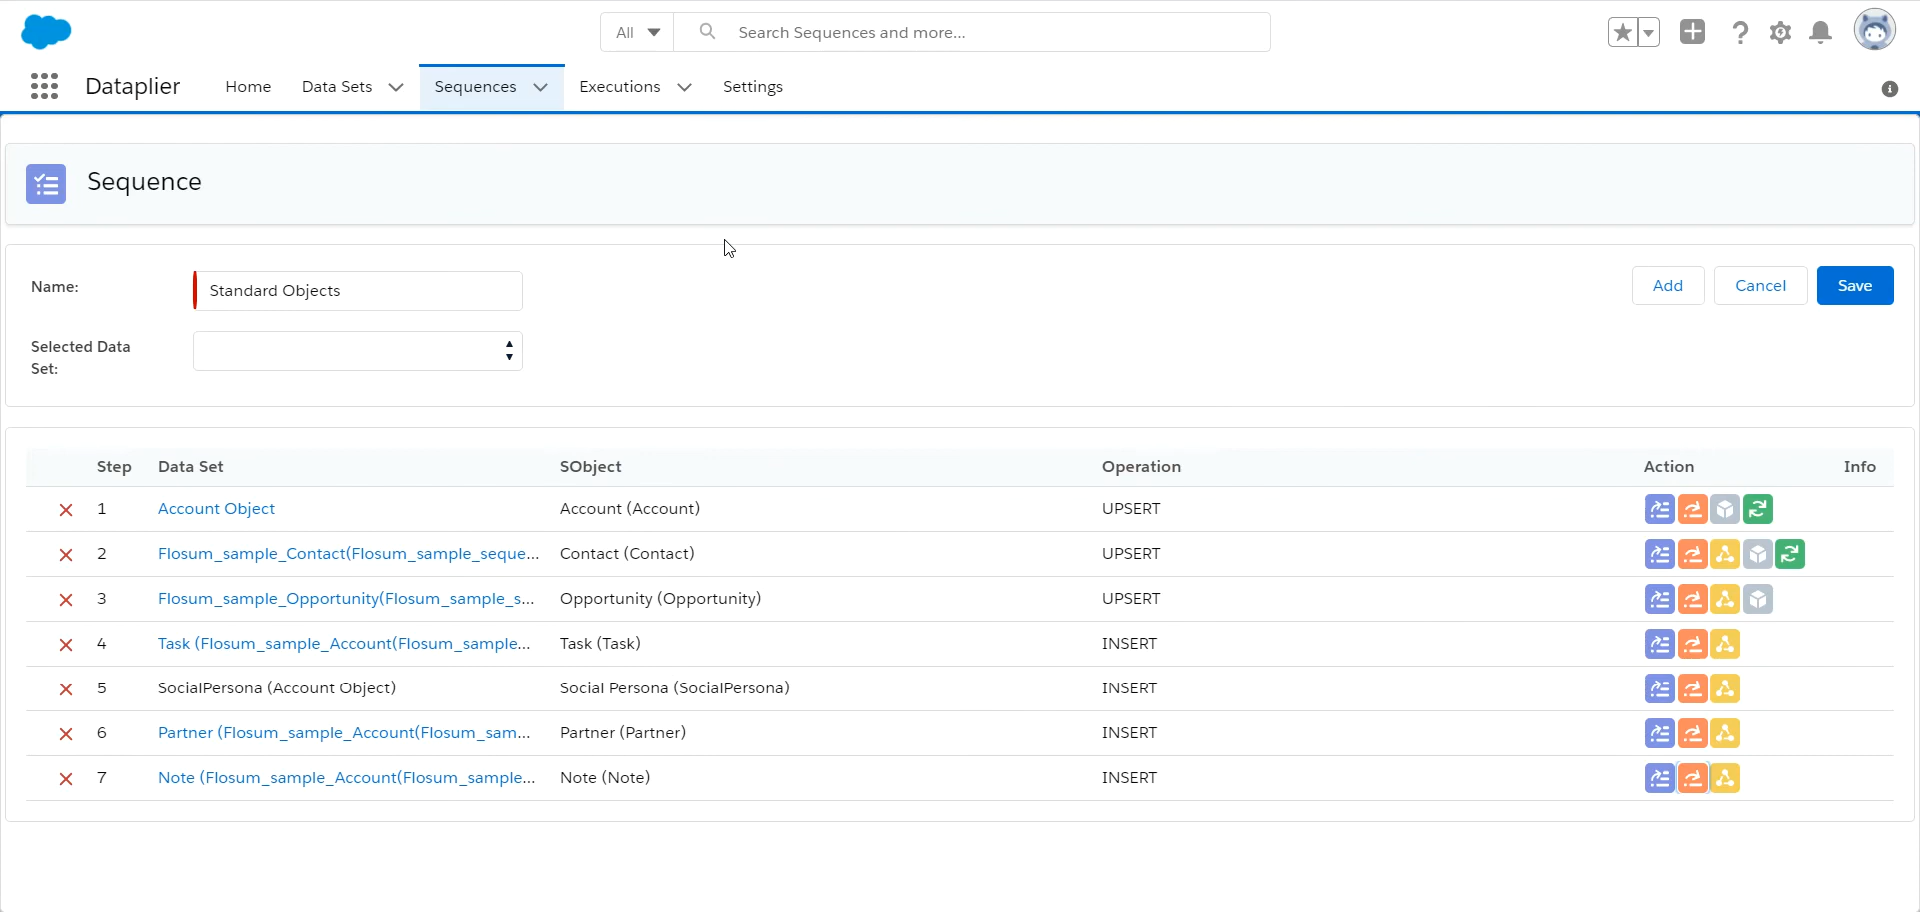 All Search Sequences and more...
Dataplier Home Data Sets Sequences Executions Settings
Sequence
Name: Standard Objects Add Cancel Save
Selected Data
Set:
Step Data Set SObject Operation Action Info
1 Account Object Account (Account) UPSERT
2 Flosum_sample_Contact(Flosum_sample_seque... Contact (Contact) UPSERT
3 Flosum_sample_Opportunity(Flosum_sample_s... Opportunity (Opportunity) UPSERT
4 Task (Flosum_sample_Account(Flosum_sample... Task (Task) INSERT
5 SocialPersona (Account Object) Social Persona (SocialPersona) INSERT
6 Partner (Flosum_sample_Account(Flosum_sam... Partner (Partner) INSERT
7 Note (Flosum_sample_Account(Flosum_sample... Note (Note) INSERT